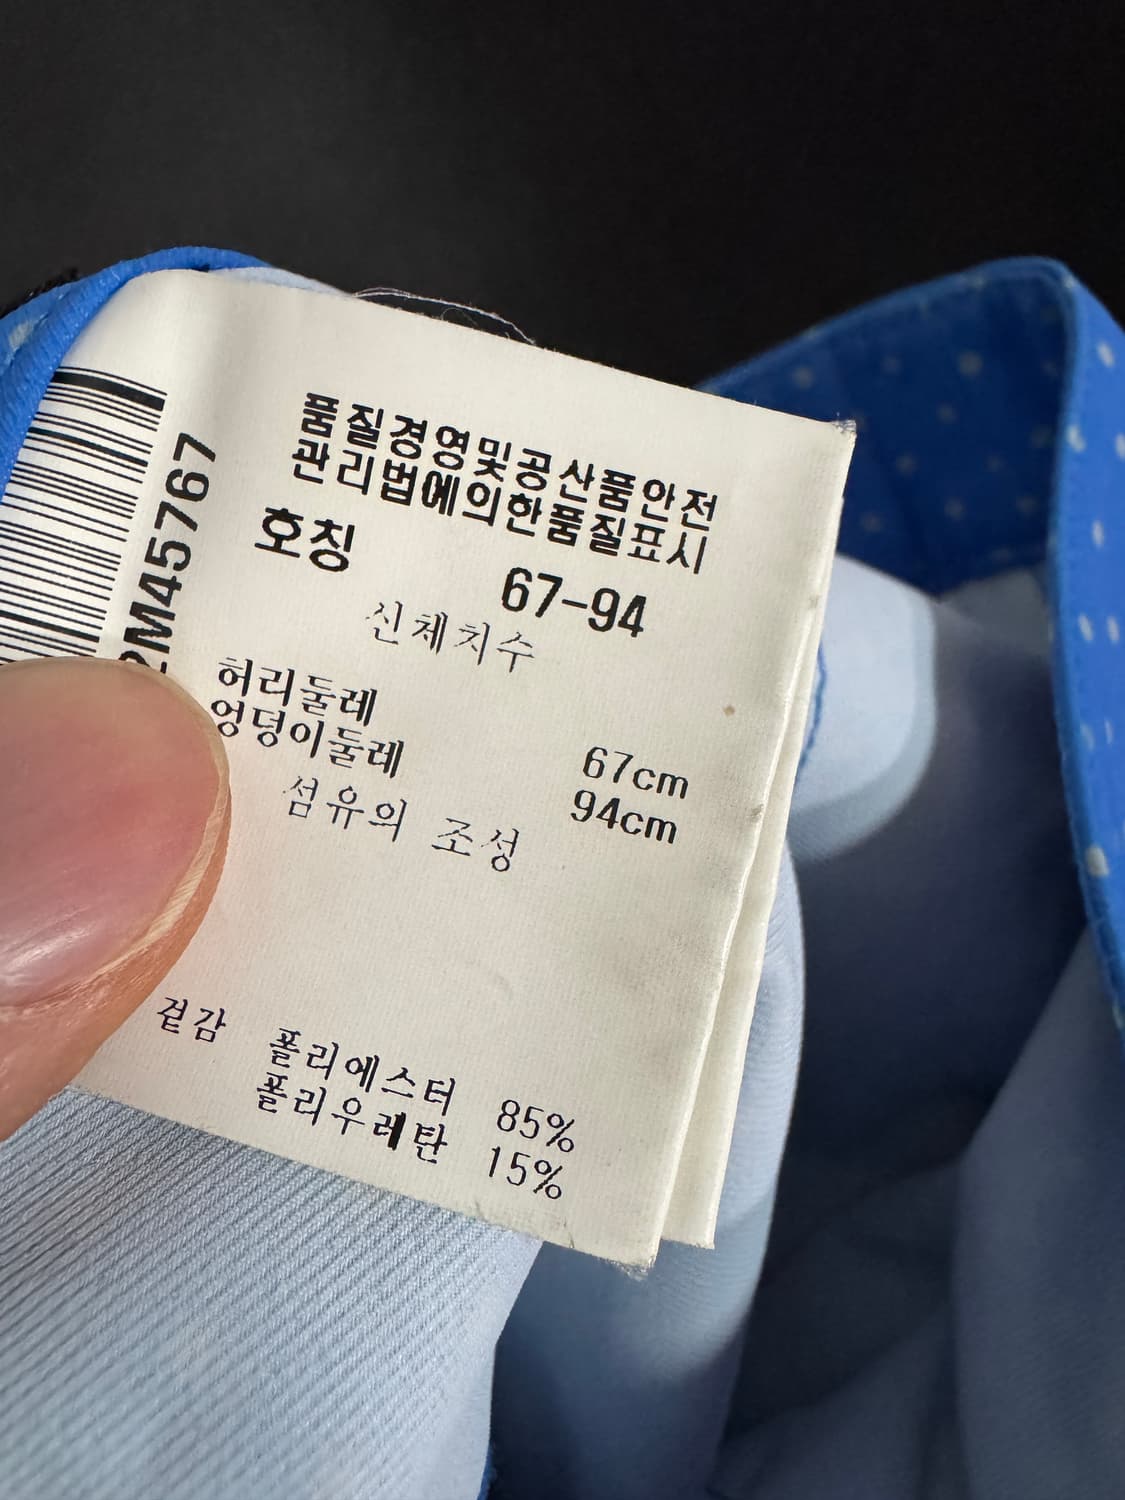 품질경영및공산품안전
관리법에의한품질표시
호칭
67-94
신체치수
허리둘레 67cm
엉덩이둘레 94cm
섬유의 조성
겉감 폴리에스터 85%
폴리우레탄 15%
2M45767